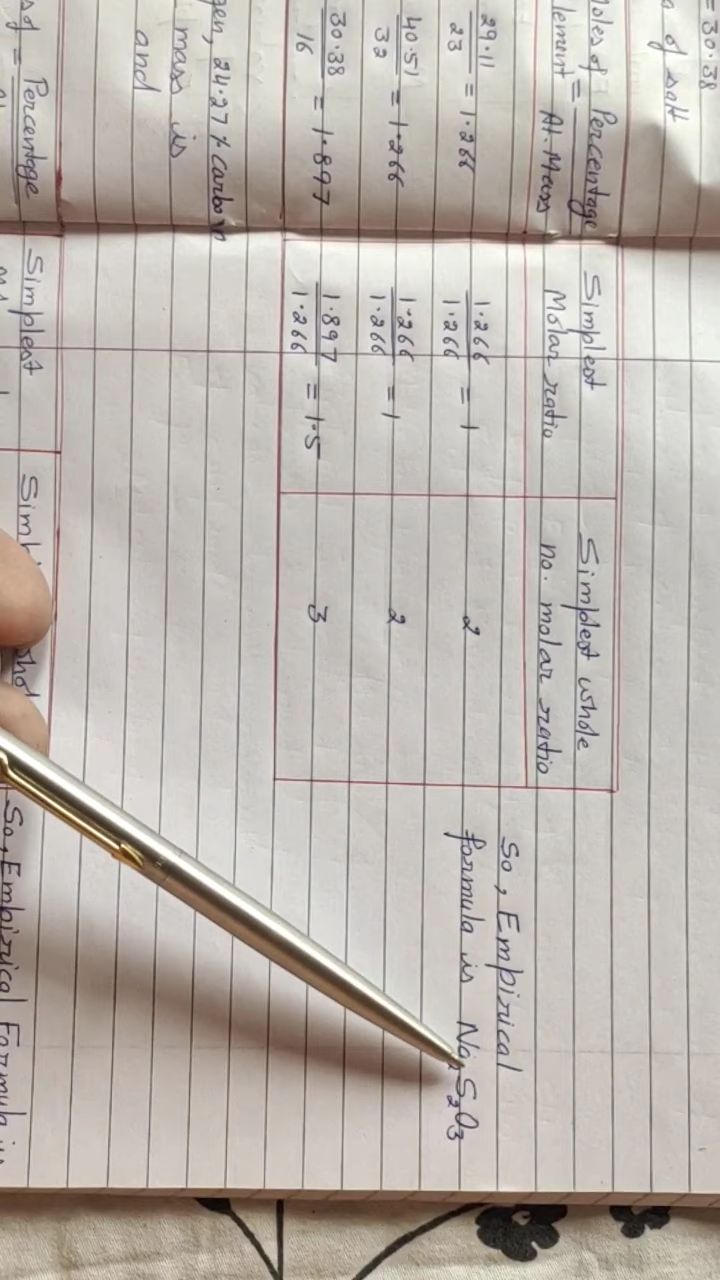 = 30.38
n of salt
Moles of = Percentage
element At. Mass
Simplest
Molar ratio
Simplest whole
no. molar ratio
29.11 / 23 = 1.266
1.266 / 1.266 = 1
2
40.51 / 32 = 1.266
1.266 / 1.266 = 1
2
30.38 / 16 = 1.897
1.897 / 1.266 = 1.5
3
So, Empirical
formula is Na2S2O3
gen, 24.27% carbon
mass is
and
Percentage
Simplest
So, Empirical Formula is